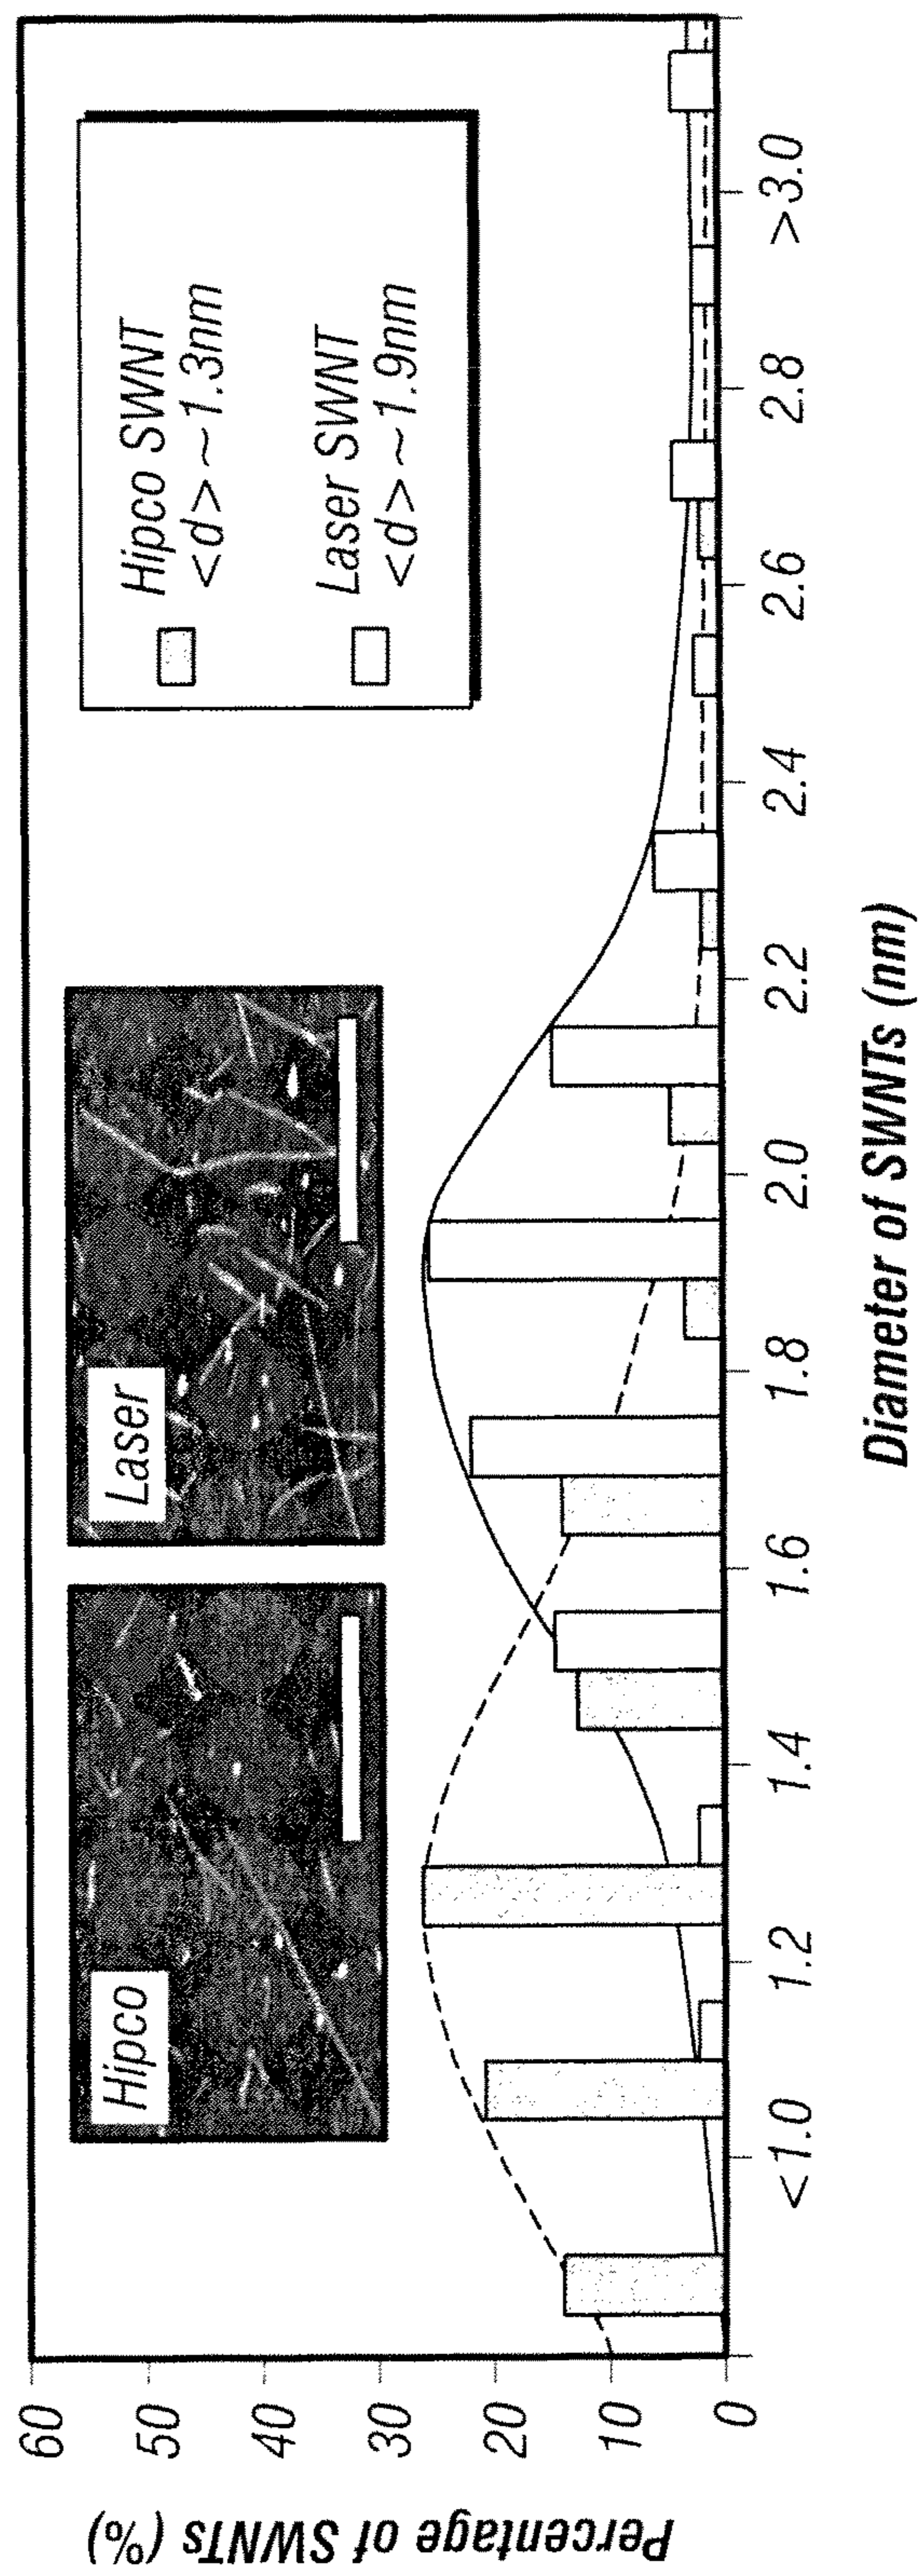 Percentage of SWNTs (%)
60
50
40
30
20
10
0
Hipco
Laser
Hipco SWNT
<d> ~ 1.3nm
Laser SWNT
<d> ~ 1.9nm
<1.0 1.2 1.4 1.6 1.8 2.0 2.2 2.4 2.6 2.8 >3.0
Diameter of SWNTs (nm)